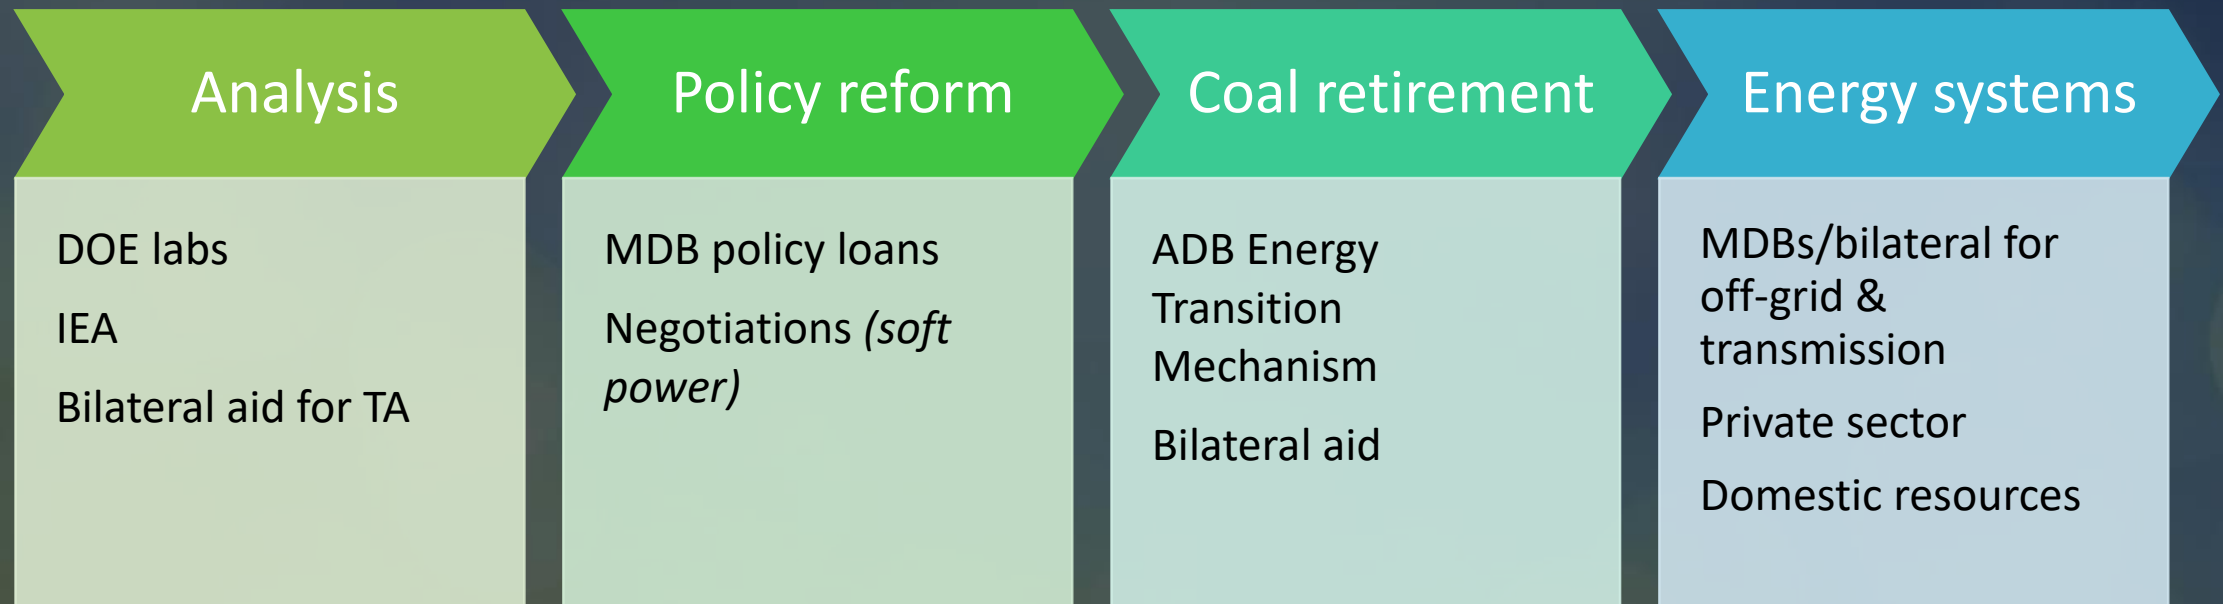 Analysis
DOE labs
IEA
Bilateral aid for TA
Policy reform
MDB policy loans
Negotiations (soft
power)
Coal retirement
ADB Energy
Transition
Mechanism
Bilateral aid
Energy systems
MDBs/bilateral for
off-grid &
transmission
Private sector
Domestic resources